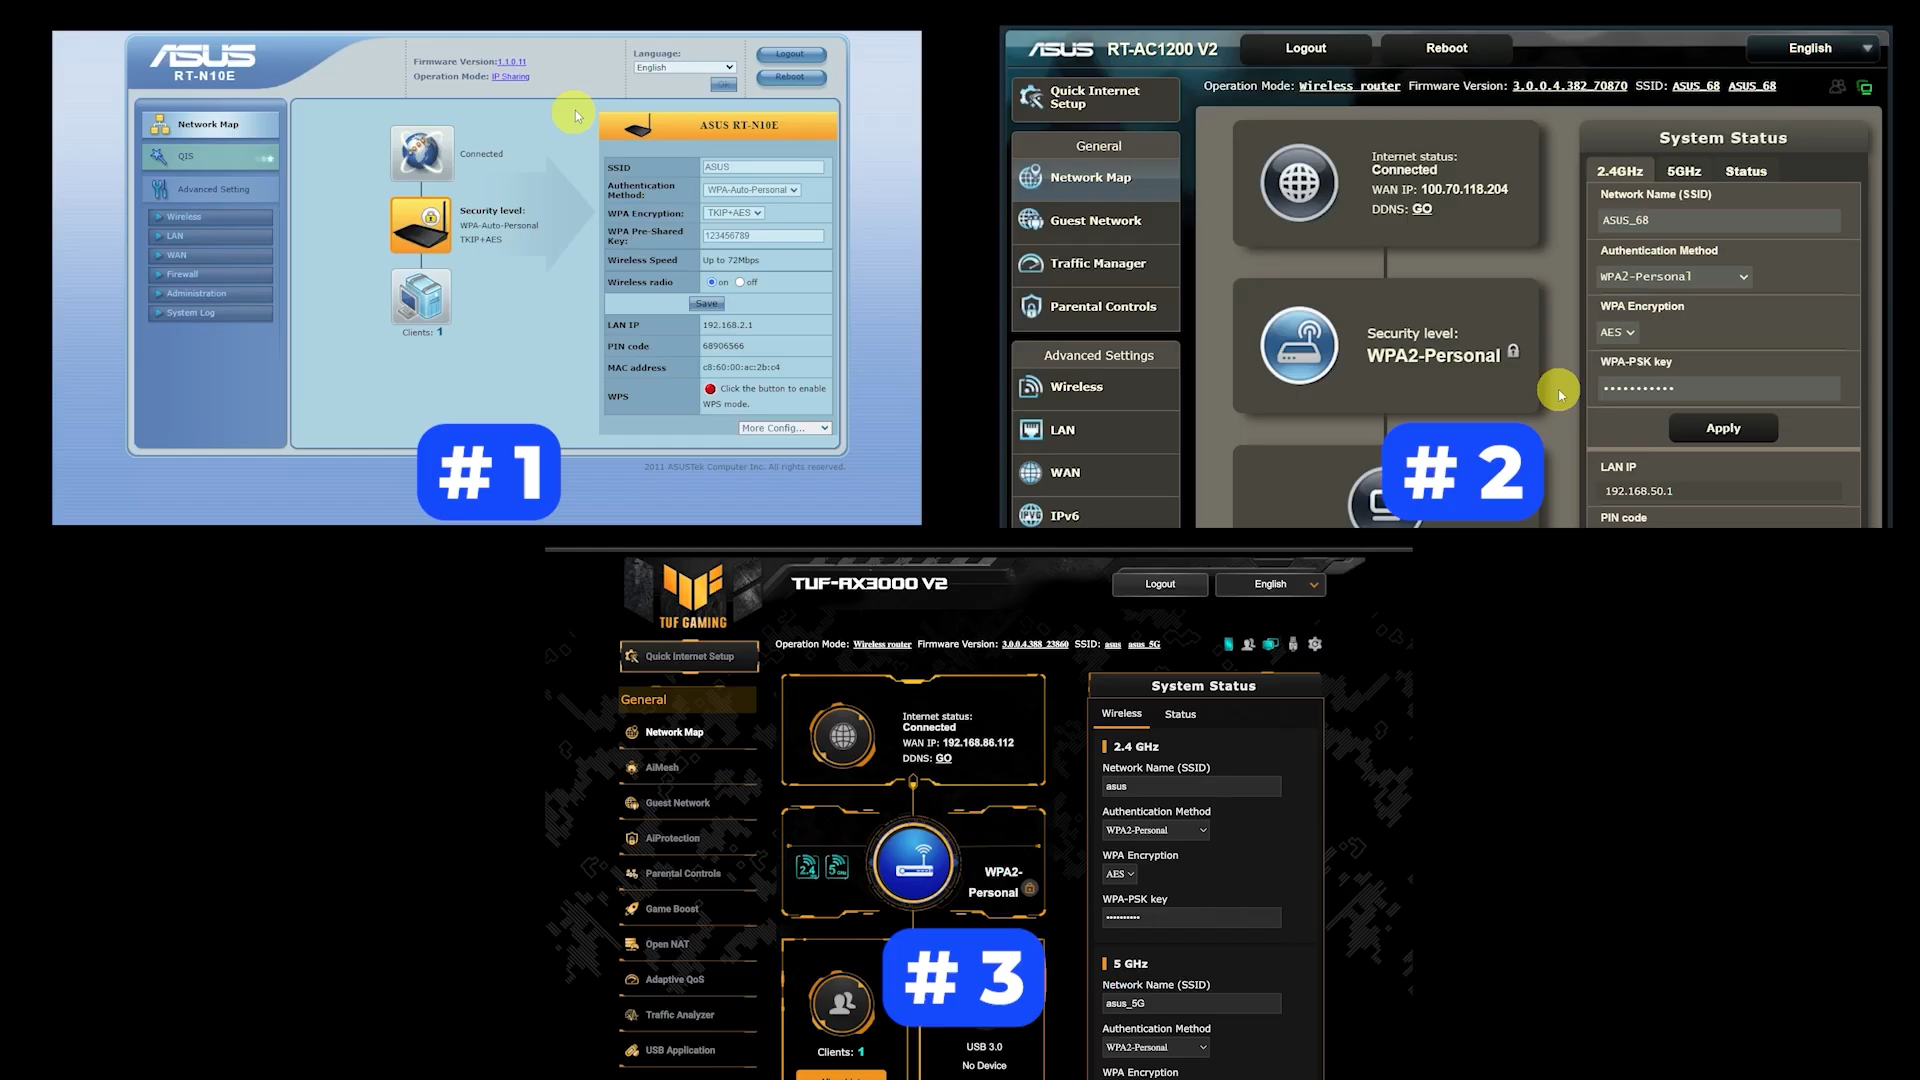 ASUS
RT-N10E
Firmware Version:1.1.0.11
Operation Mode: IP Sharing
Language:
English
Logout
Reboot
Network Map
QIS
Advanced Setting
Wireless
LAN
WAN
Firewall
Administration
System Log
Connected
Security level:
WPA-Auto-Personal
TKIP+AES
Clients: 1
ASUS RT-N10E
SSID ASUS
Authentication Method: WPA-Auto-Personal
WPA Encryption: TKIP+AES
WPA Pre-Shared Key: 123456789
Wireless Speed Up to 72Mbps
Wireless radio on off
Save
LAN IP 192.168.2.1
PIN code 68906566
MAC address c8:60:00:ac:2b:c4
WPS Click the button to enable WPS mode.
More Config...
2011 ASUSTek Computer Inc. All rights reserved.
# 1
ASUS RT-AC1200 V2
Logout
Reboot
English
Operation Mode: Wireless router Firmware Version: 3.0.0.4.382_70870 SSID: ASUS_68 ASUS_68
Quick Internet
Setup
General
Network Map
Guest Network
Traffic Manager
Parental Controls
Advanced Settings
Wireless
LAN
WAN
IPv6
Internet status:
Connected
WAN IP: 100.70.118.204
DDNS: GO
Security level:
WPA2-Personal
System Status
2.4GHz 5GHz Status
Network Name (SSID)
ASUS_68
Authentication Method
WPA2-Personal
WPA Encryption
AES
WPA-PSK key
Apply
LAN IP
192.168.50.1
PIN code
# 2
TUF GAMING
TUF-AX3000 V2
Logout
English
Operation Mode: Wireless router Firmware Version: 3.0.0.4.388_23860 SSID: asus asus_5G
Quick Internet Setup
General
Network Map
AiMesh
Guest Network
AiProtection
Parental Controls
Game Boost
Open NAT
Adaptive QoS
Traffic Analyzer
USB Application
Internet status:
Connected
WAN IP: 192.168.86.112
DDNS: GO
2.4
5
WPA2-
Personal
Clients: 1
USB 3.0
No Device
System Status
Wireless Status
2.4 GHz
Network Name (SSID)
asus
Authentication Method
WPA2-Personal
WPA Encryption
AES
WPA-PSK key
5 GHz
Network Name (SSID)
asus_5G
Authentication Method
WPA2-Personal
WPA Encryption
# 3